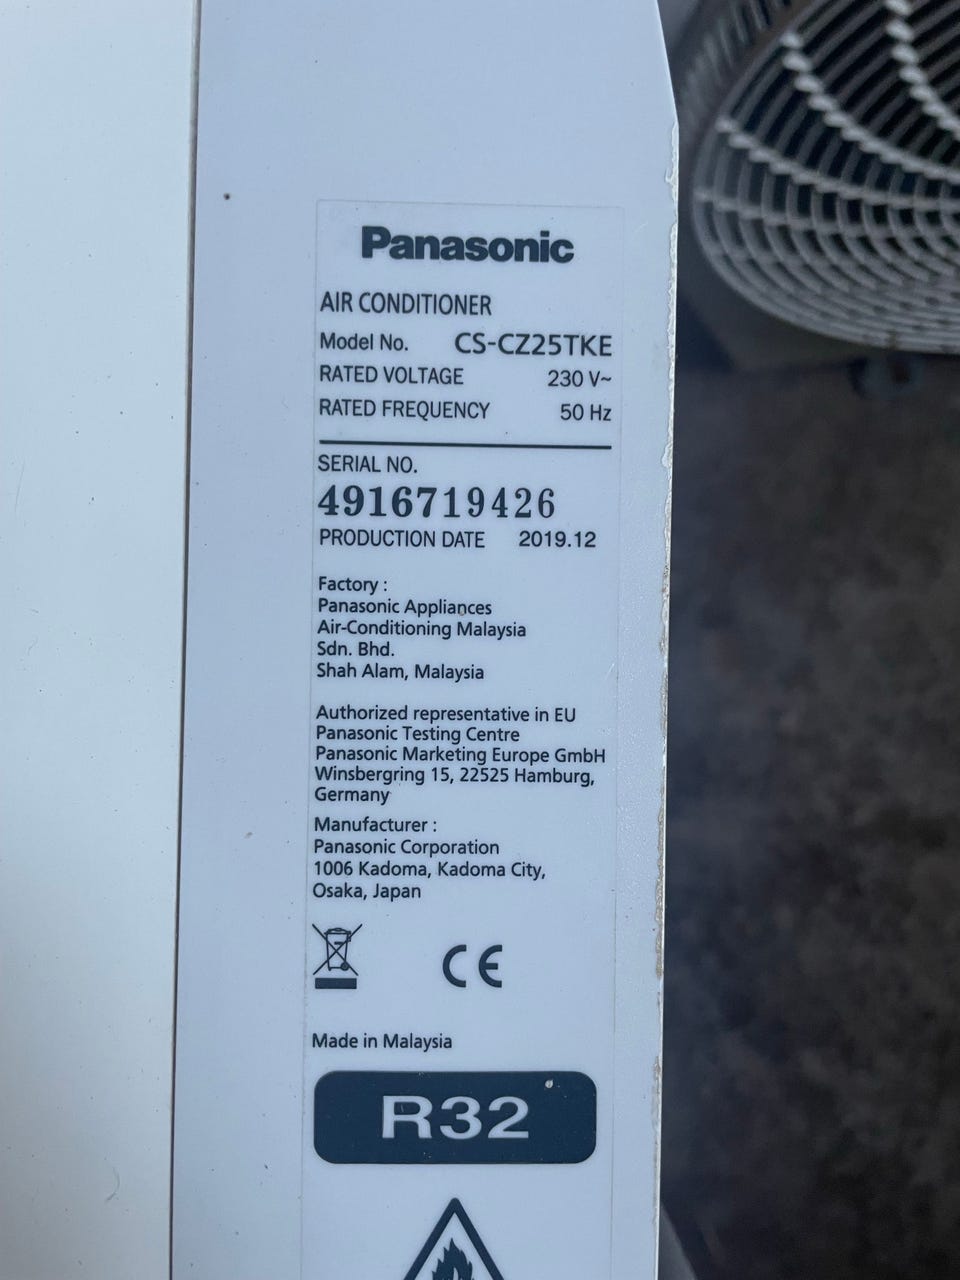 Panasonic
AIR CONDITIONER
Model No. CS-CZ25TKE
RATED VOLTAGE 230 V~
RATED FREQUENCY 50 Hz
SERIAL NO.
4916719426
PRODUCTION DATE 2019.12
Factory :
Panasonic Appliances
Air-Conditioning Malaysia
Sdn. Bhd.
Shah Alam, Malaysia
Authorized representative in EU
Panasonic Testing Centre
Panasonic Marketing Europe GmbH
Winsbergring 15, 22525 Hamburg,
Germany
Manufacturer :
Panasonic Corporation
1006 Kadoma, Kadoma City,
Osaka, Japan
CE
Made in Malaysia
R32